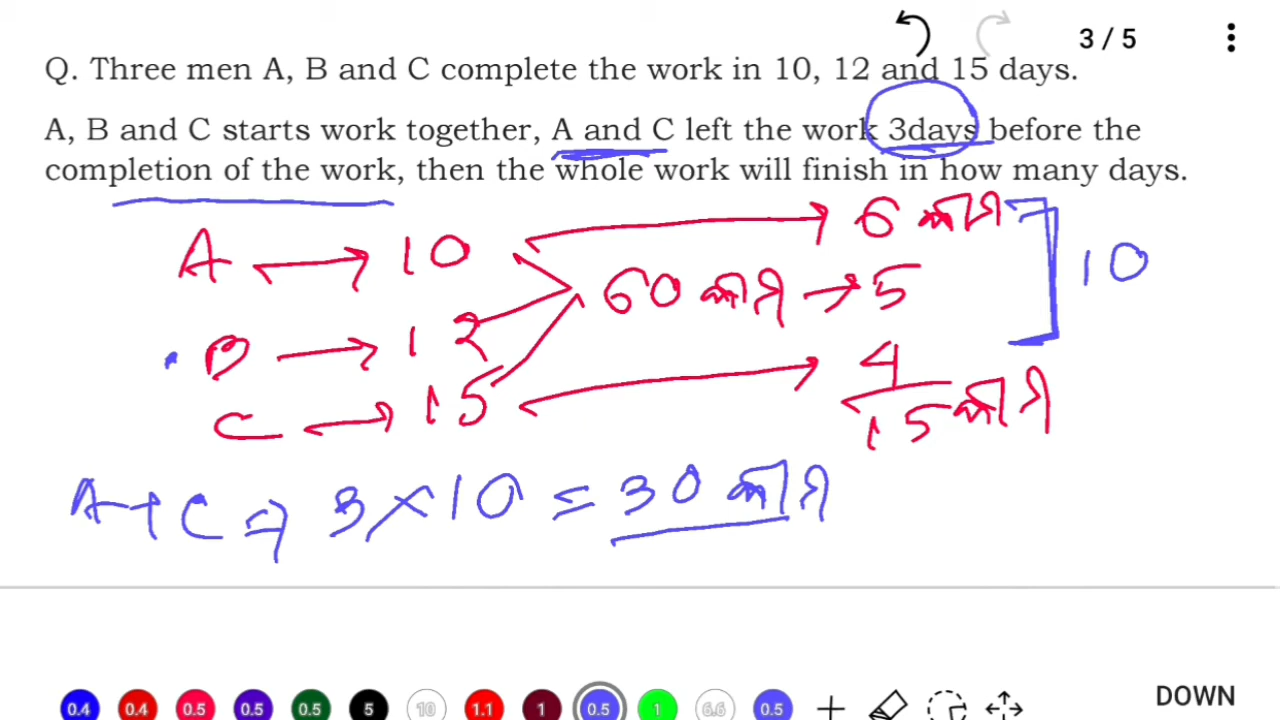 3 / 5
Q. Three men A, B and C complete the work in 10, 12 and 15 days.
A, B and C starts work together, A and C left the work 3days before the
completion of the work, then the whole work will finish in how many days.
A → 10 → 6
B → 12 60 → 5 10
C → 15 → 4
15
A + C ⇒ 3 × 10 = 30
0.4 0.4 0.5 0.5 0.5 5 10 1.1 1 0.5 1 6.6 0.5 DOWN